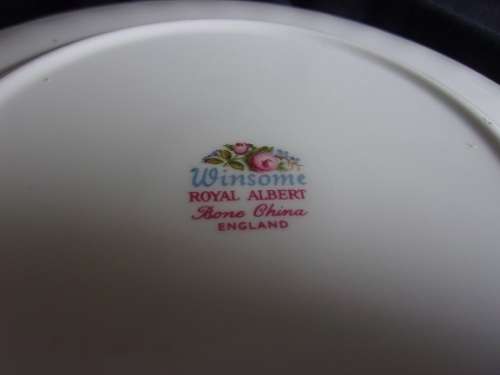 Winsome
ROYAL ALBERT
Bone China
ENGLAND